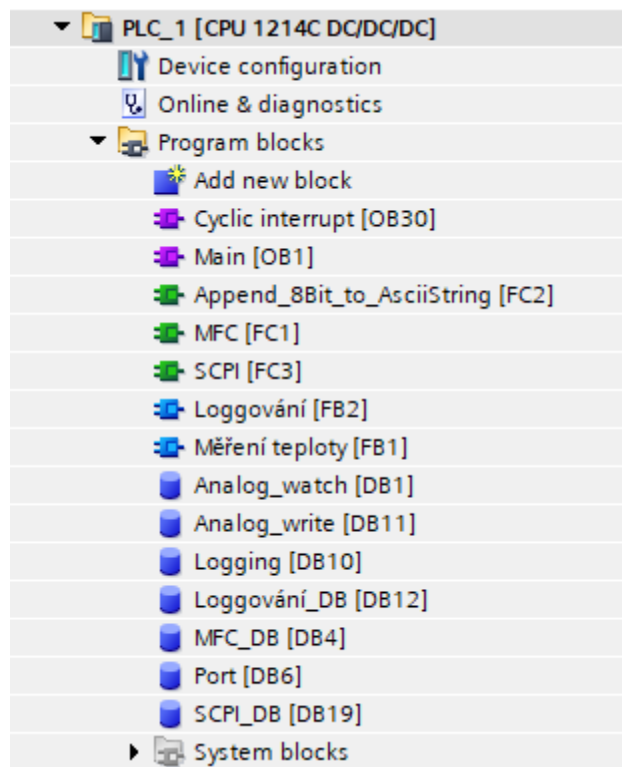 PLC_1 [CPU 1214C DC/DC/DC]
Device configuration
Online & diagnostics
Program blocks
Add new block
Cyclic interrupt [OB30]
Main [OB1]
Append_8Bit_to_AsciiString [FC2]
MFC [FC1]
SCPI [FC3]
Loggování [FB2]
Měření teploty [FB1]
Analog_watch [DB1]
Analog_write [DB11]
Logging [DB10]
Loggování_DB [DB12]
MFC_DB [DB4]
Port [DB6]
SCPI_DB [DB19]
System blocks